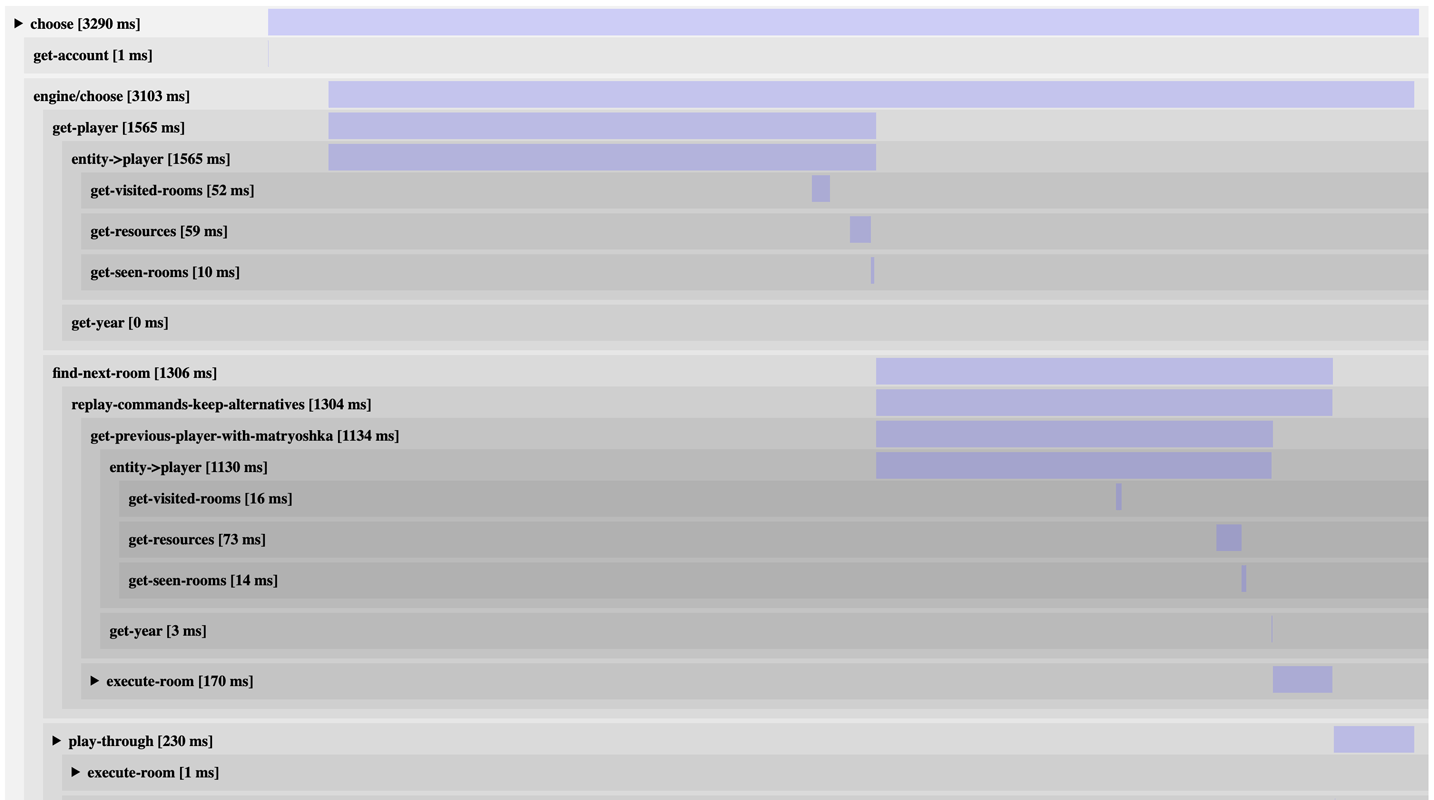 choose [3290 ms]
get-account [1 ms]
engine/choose [3103 ms]
get-player [1565 ms]
entity->player [1565 ms]
get-visited-rooms [52 ms]
get-resources [59 ms]
get-seen-rooms [10 ms]
get-year [0 ms]
find-next-room [1306 ms]
replay-commands-keep-alternatives [1304 ms]
get-previous-player-with-matryoshka [1134 ms]
entity->player [1130 ms]
get-visited-rooms [16 ms]
get-resources [73 ms]
get-seen-rooms [14 ms]
get-year [3 ms]
execute-room [170 ms]
play-through [230 ms]
execute-room [1 ms]